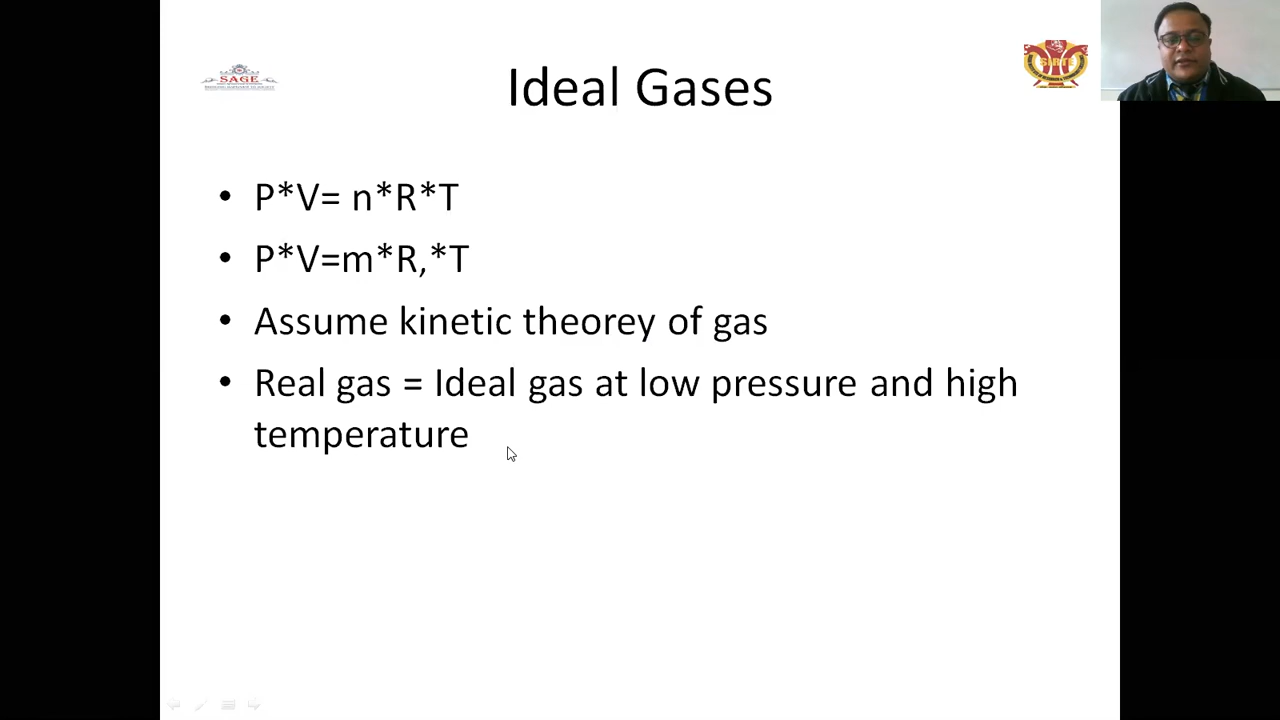 SAGE
Ideal Gases
• P*V= n*R*T
• P*V=m*R,*T
• Assume kinetic theorey of gas
• Real gas = Ideal gas at low pressure and high
temperature